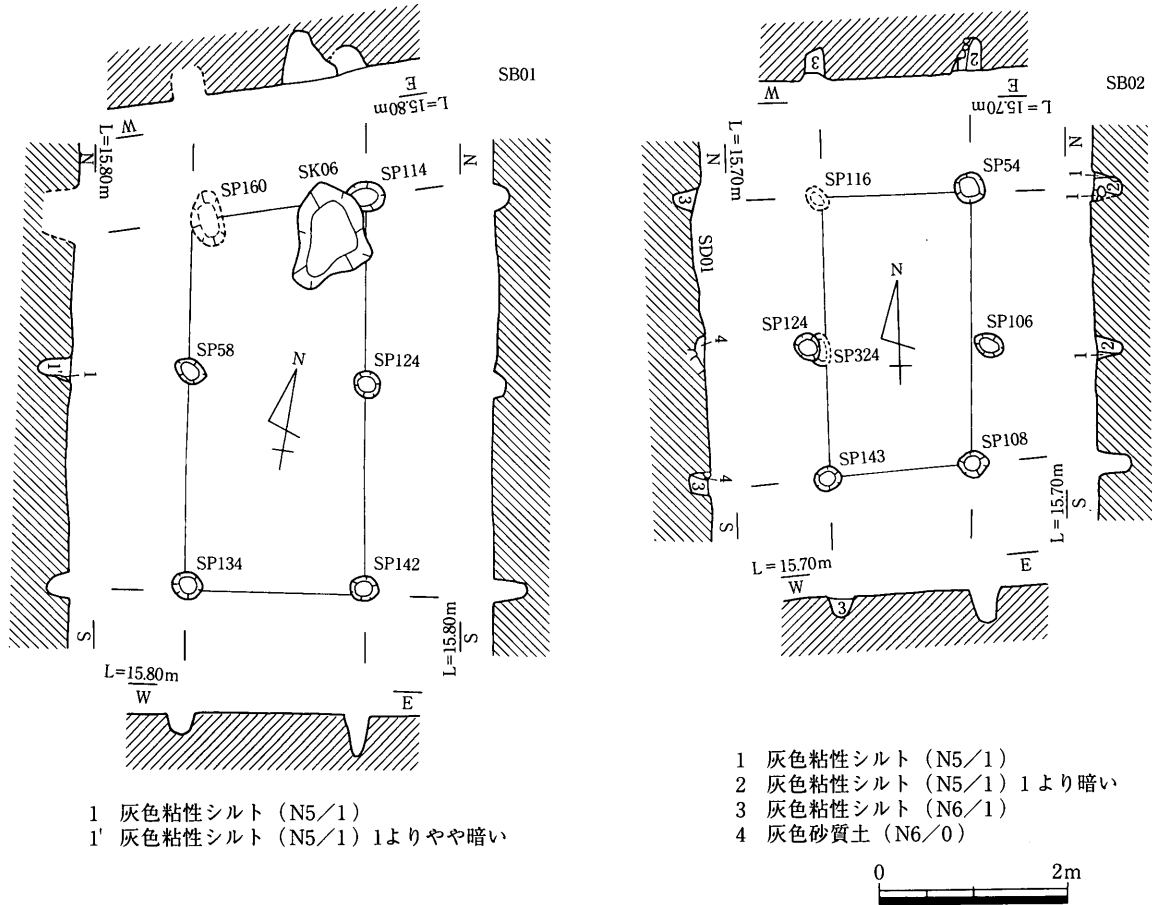 SB01
E
L=15.80m
W
L=15.80m
N
N
SP160
SK06
SP114
SP58
SP124
N
1'
1
SP134
SP142
S
S
L=15.80m
L=15.80m
W
E
1 灰色粘性シルト（N5／1）
1' 灰色粘性シルト（N5／1）1よりやや暗い
SB02
3
2
E
L=15.70m
W
L=15.70m
N
N
SP116
SP54
1
2
1
3
SD01
N
SP124
SP324
SP106
4
2
1
SP143
SP108
4
3
S
S
L=15.70m
L=15.70m
W
E
3
1 灰色粘性シルト（N5／1）
2 灰色粘性シルト（N5／1）1より暗い
3 灰色粘性シルト（N6／1）
4 灰色砂質土（N6／0）
0 2m